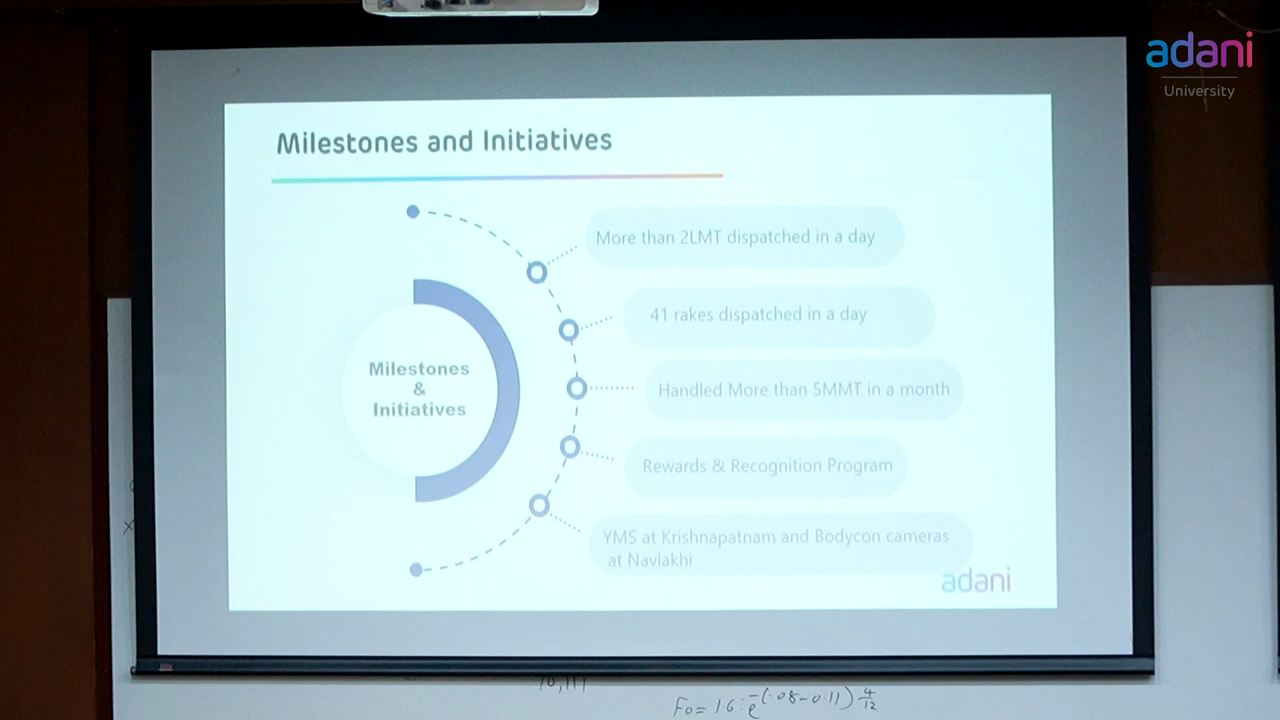 adani
University
Milestones and Initiatives
More than 2LMT dispatched in a day
41 rakes dispatched in a day
Milestones
&
Initiatives
Handled More than 5MMT in a month
Rewards & Recognition Program
YMS at Krishnapatnam and Bodycon cameras
at Navlakhi
adani
Fo = 1.6 e^-(.08-0.11) 4/12